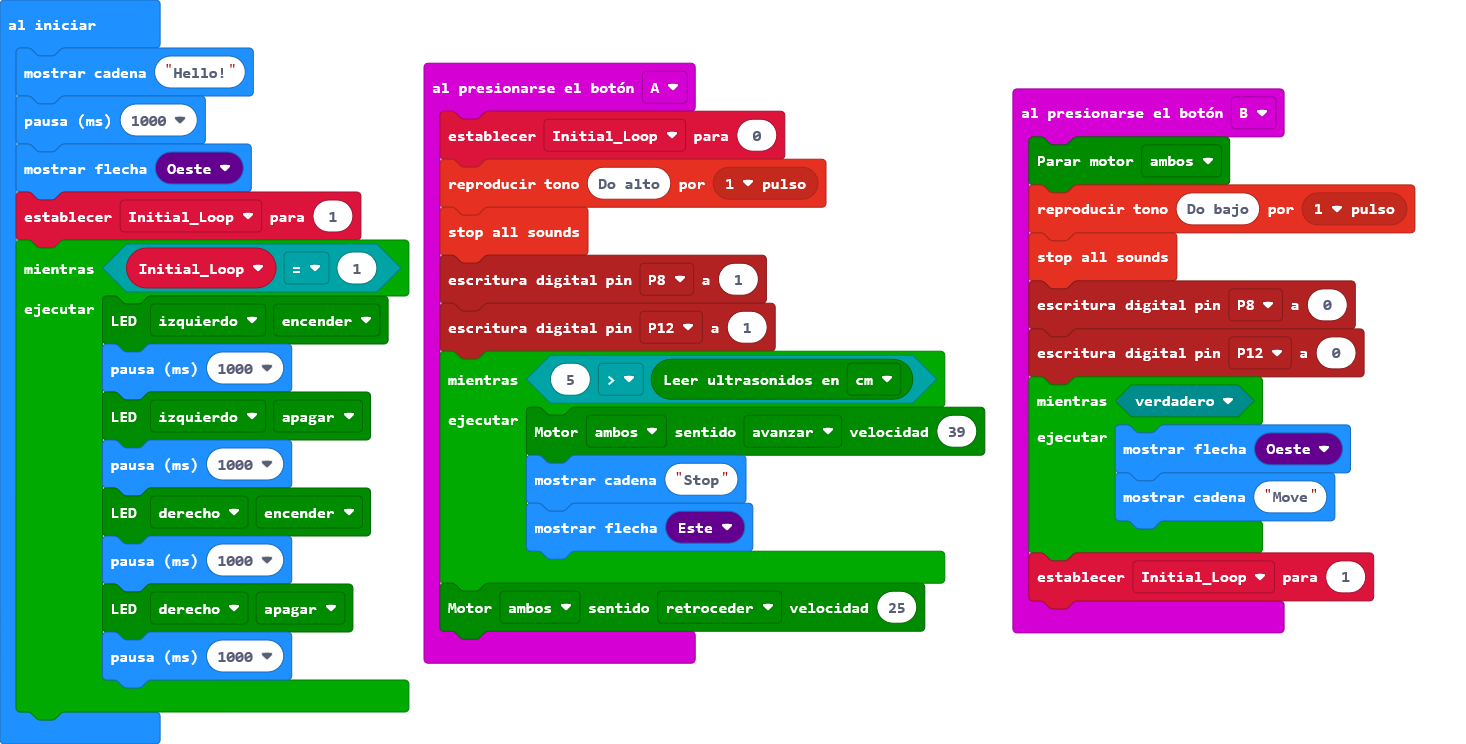 al iniciar
mostrar cadena "Hello!"
pausa (ms) 1000
mostrar flecha Oeste
establecer Initial_Loop para 1
mientras Initial_Loop = 1
ejecutar
LED izquierdo encender
pausa (ms) 1000
LED izquierdo apagar
pausa (ms) 1000
LED derecho encender
pausa (ms) 1000
LED derecho apagar
pausa (ms) 1000
al presionarse el botón A
establecer Initial_Loop para 0
reproducir tono Do alto por 1 pulso
stop all sounds
escritura digital pin P8 a 1
escritura digital pin P12 a 1
mientras 5 > Leer ultrasonidos en cm
ejecutar
Motor ambos sentido avanzar velocidad 39
mostrar cadena "Stop"
mostrar flecha Este
Motor ambos sentido retroceder velocidad 25
al presionarse el botón B
Parar motor ambos
reproducir tono Do bajo por 1 pulso
stop all sounds
escritura digital pin P8 a 0
escritura digital pin P12 a 0
mientras verdadero
ejecutar
mostrar flecha Oeste
mostrar cadena "Move"
establecer Initial_Loop para 1